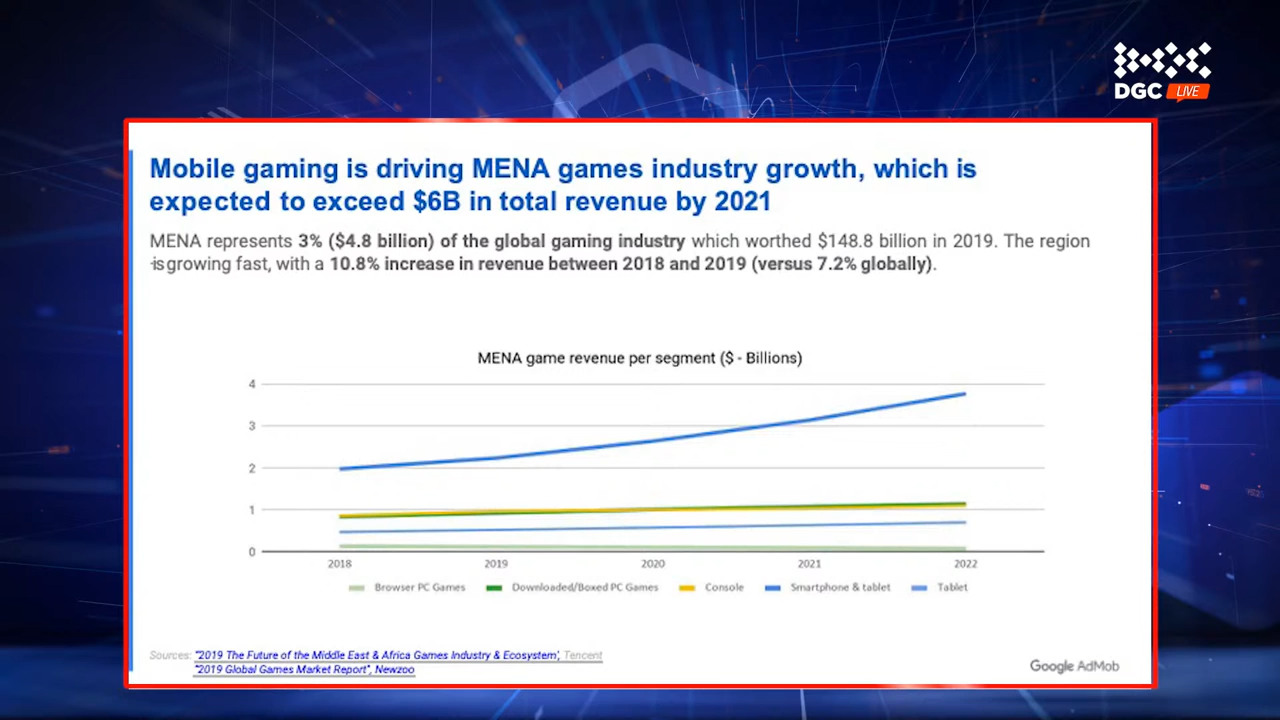 DGC LIVE
Mobile gaming is driving MENA games industry growth, which is
expected to exceed $6B in total revenue by 2021
MENA represents 3% ($4.8 billion) of the global gaming industry which worthed $148.8 billion in 2019. The region
is growing fast, with a 10.8% increase in revenue between 2018 and 2019 (versus 7.2% globally).
MENA game revenue per segment ($ - Billions)
4
3
2
1
0
2018 2019 2020 2021 2022
Browser PC Games Downloaded/Boxed PC Games Console Smartphone & tablet Tablet
Sources: "2019 The Future of the Middle East & Africa Games Industry & Ecosystem", Tencent
"2019 Global Games Market Report", Newzoo
Google AdMob